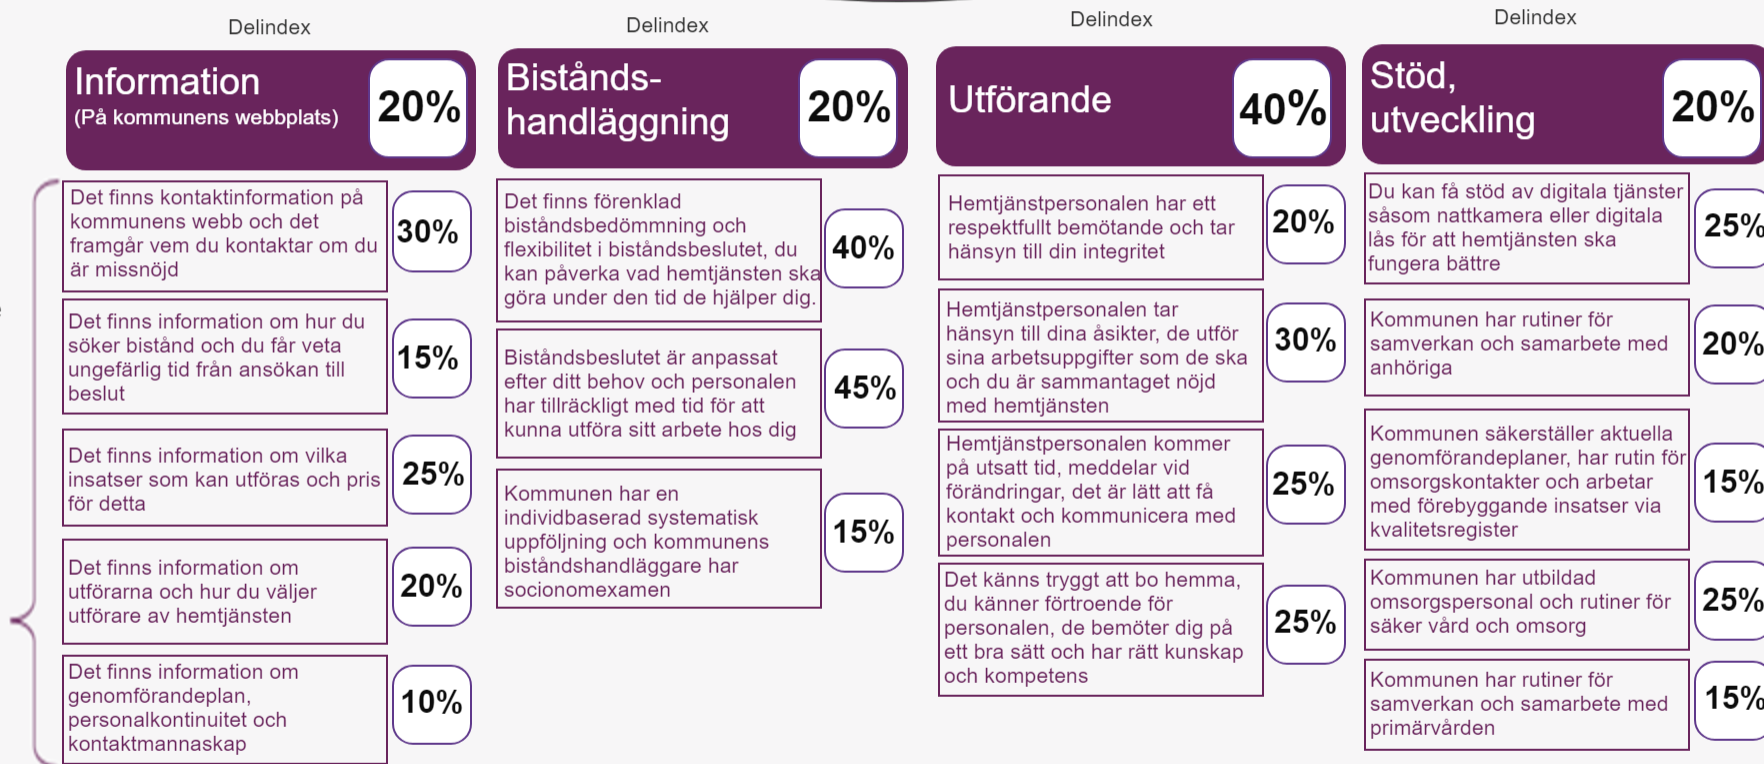 Delindex
Information
(På kommunens webbplats)
20%
Det finns kontaktinformation på
kommunens webb och det
framgår vem du kontaktar om du
är missnöjd
30%
Det finns information om hur du
söker bistånd och du får veta
ungefärlig tid från ansökan till
beslut
15%
Det finns information om vilka
insatser som kan utföras och pris
för detta
25%
Det finns information om
utförarna och hur du väljer
utförare av hemtjänsten
20%
Det finns information om
genomförandeplan,
personalkontinuitet och
kontaktmannaskap
10%
Delindex
Bistånds-
handläggning
20%
Det finns förenklad
biståndsbedömmning och
flexibilitet i biståndsbeslutet, du
kan påverka vad hemtjänsten ska
göra under den tid de hjälper dig.
40%
Biståndsbeslutet är anpassat
efter ditt behov och personalen
har tillräckligt med tid för att
kunna utföra sitt arbete hos dig
45%
Kommunen har en
individbaserad systematisk
uppföljning och kommunens
biståndshandläggare har
socionomexamen
15%
Delindex
Utförande
40%
Hemtjänstpersonalen har ett
respektfullt bemötande och tar
hänsyn till din integritet
20%
Hemtjänstpersonalen tar
hänsyn till dina åsikter, de utför
sina arbetsuppgifter som de ska
och du är sammantaget nöjd
med hemtjänsten
30%
Hemtjänstpersonalen kommer
på utsatt tid, meddelar vid
förändringar, det är lätt att få
kontakt och kommunicera med
personalen
25%
Det känns tryggt att bo hemma,
du känner förtroende för
personalen, de bemöter dig på
ett bra sätt och har rätt kunskap
och kompetens
25%
Delindex
Stöd,
utveckling
20%
Du kan få stöd av digitala tjänster
såsom nattkamera eller digitala
lås för att hemtjänsten ska
fungera bättre
25%
Kommunen har rutiner för
samverkan och samarbete med
anhöriga
20%
Kommunen säkerställer aktuella
genomförandeplaner, har rutin för
omsorgskontakter och arbetar
med förebyggande insatser via
kvalitetsregister
15%
Kommunen har utbildad
omsorgspersonal och rutiner för
säker vård och omsorg
25%
Kommunen har rutiner för
samverkan och samarbete med
primärvården
15%